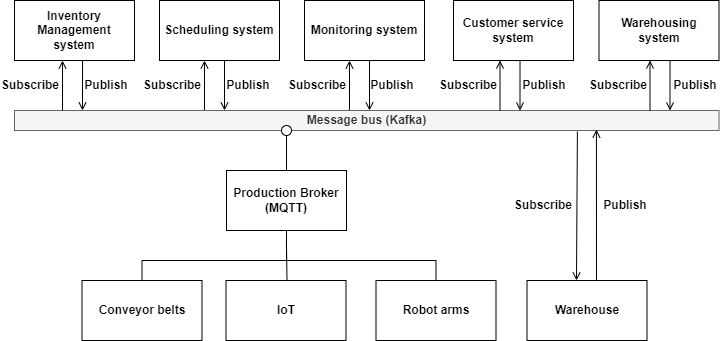 Inventory
Management
system
Scheduling system
Monitoring system
Customer service
system
Warehousing
system
Subscribe
Publish
Subscribe
Publish
Subscribe
Publish
Subscribe
Publish
Subscribe
Publish
Message bus (Kafka)
Production Broker
(MQTT)
Subscribe
Publish
Conveyor belts
IoT
Robot arms
Warehouse